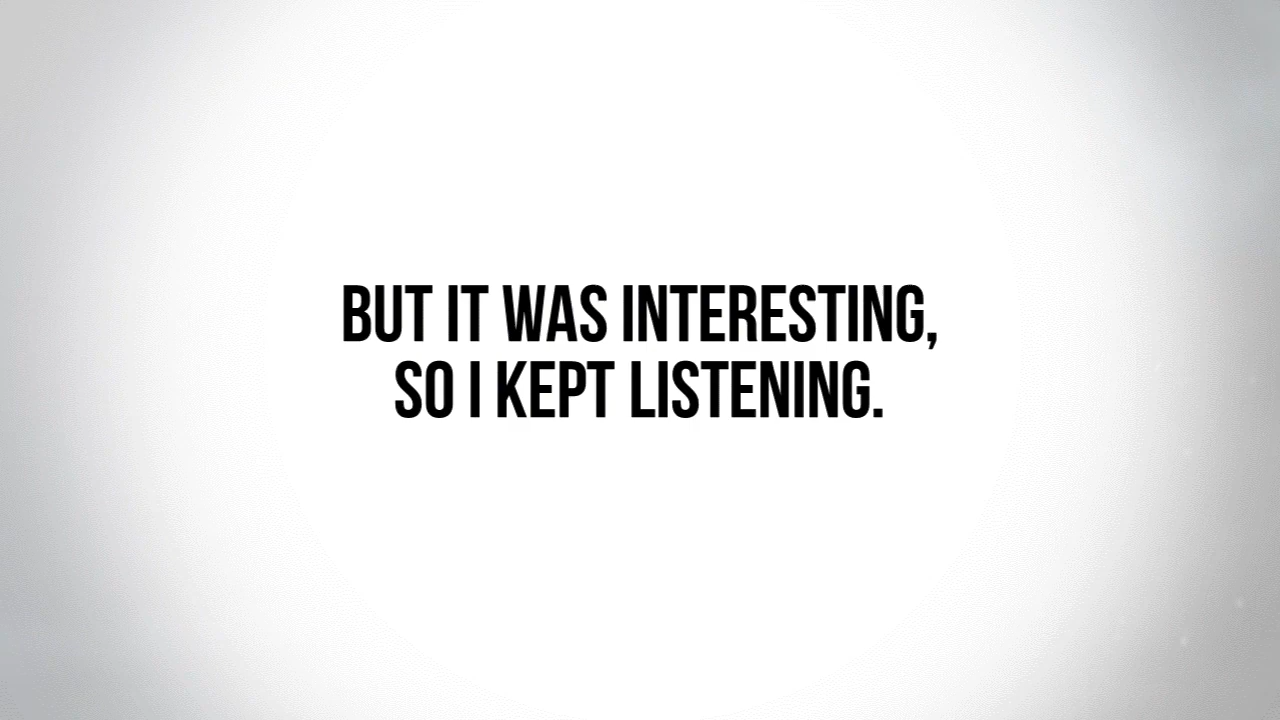 BUT IT WAS INTERESTING,
SO I KEPT LISTENING.